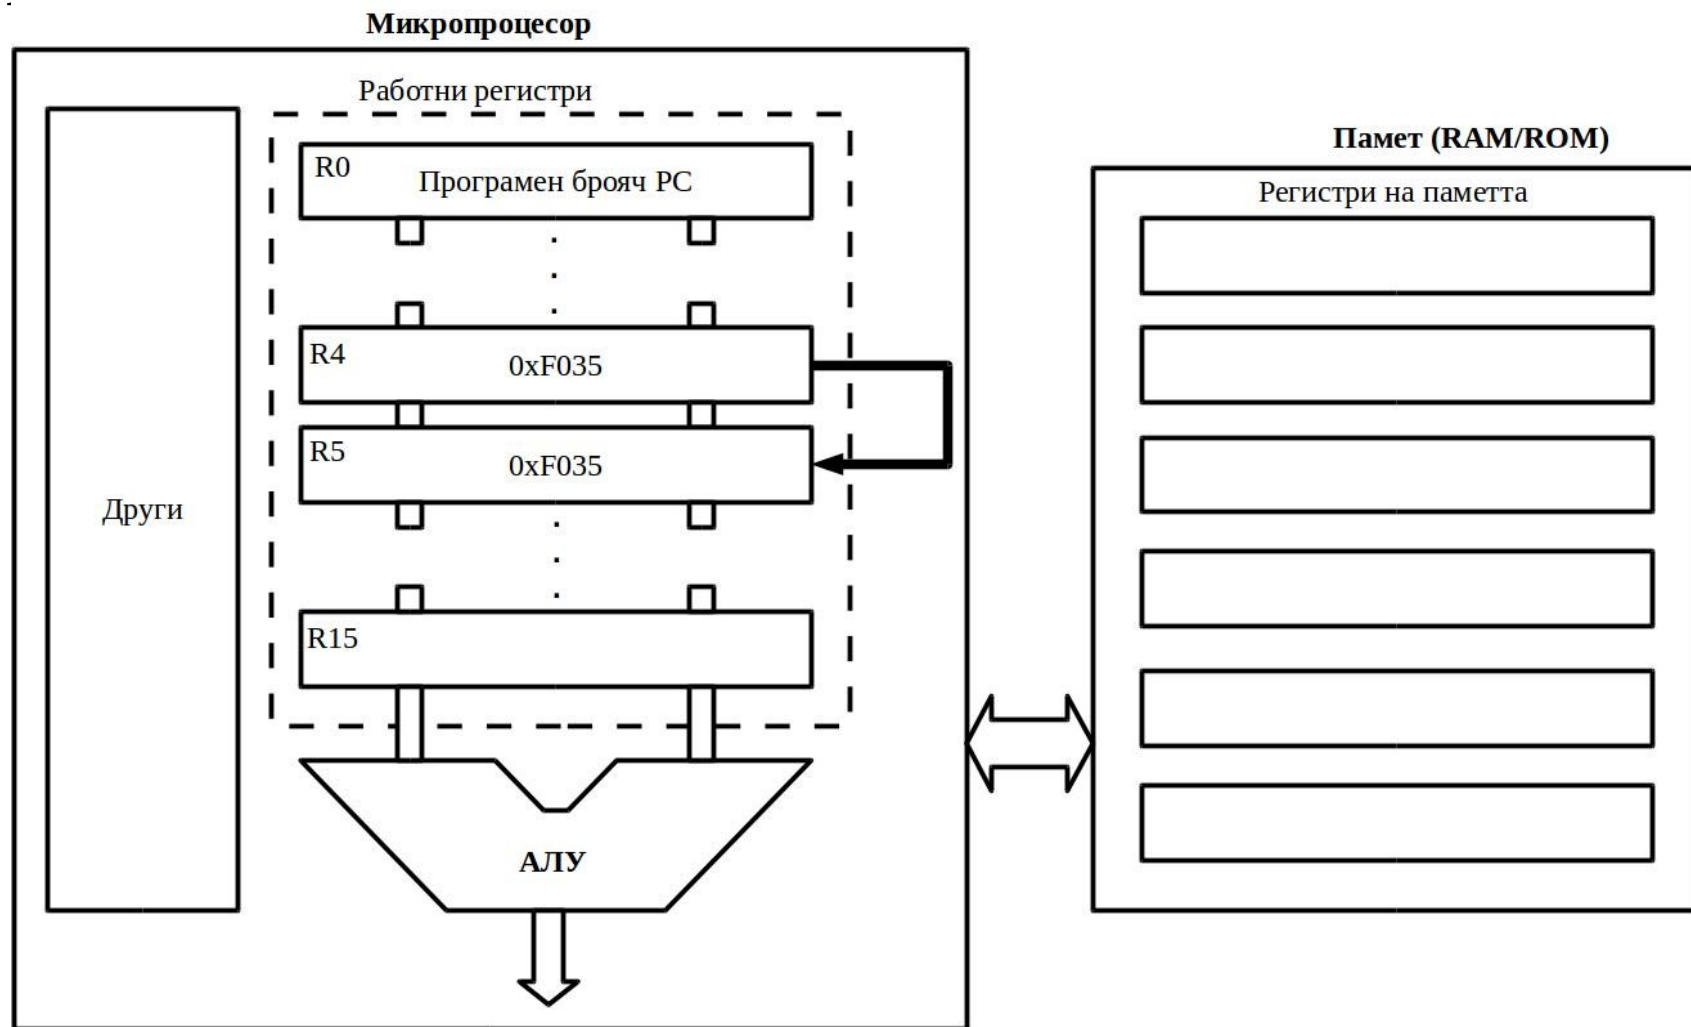 Микропроцесор
Работни регистри
R0
Програмен брояч PC
R4
0xF035
R5
0xF035
R15
Други
АЛУ
Памет (RAM/ROM)
Регистри на паметта